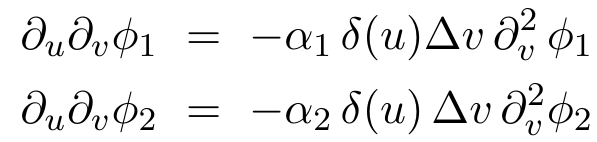 ∂_u∂_vϕ_1 = −α_1 δ(u)Δv ∂_v^2 ϕ_1
∂_u∂_vϕ_2 = −α_2 δ(u) Δv ∂_v^2ϕ_2